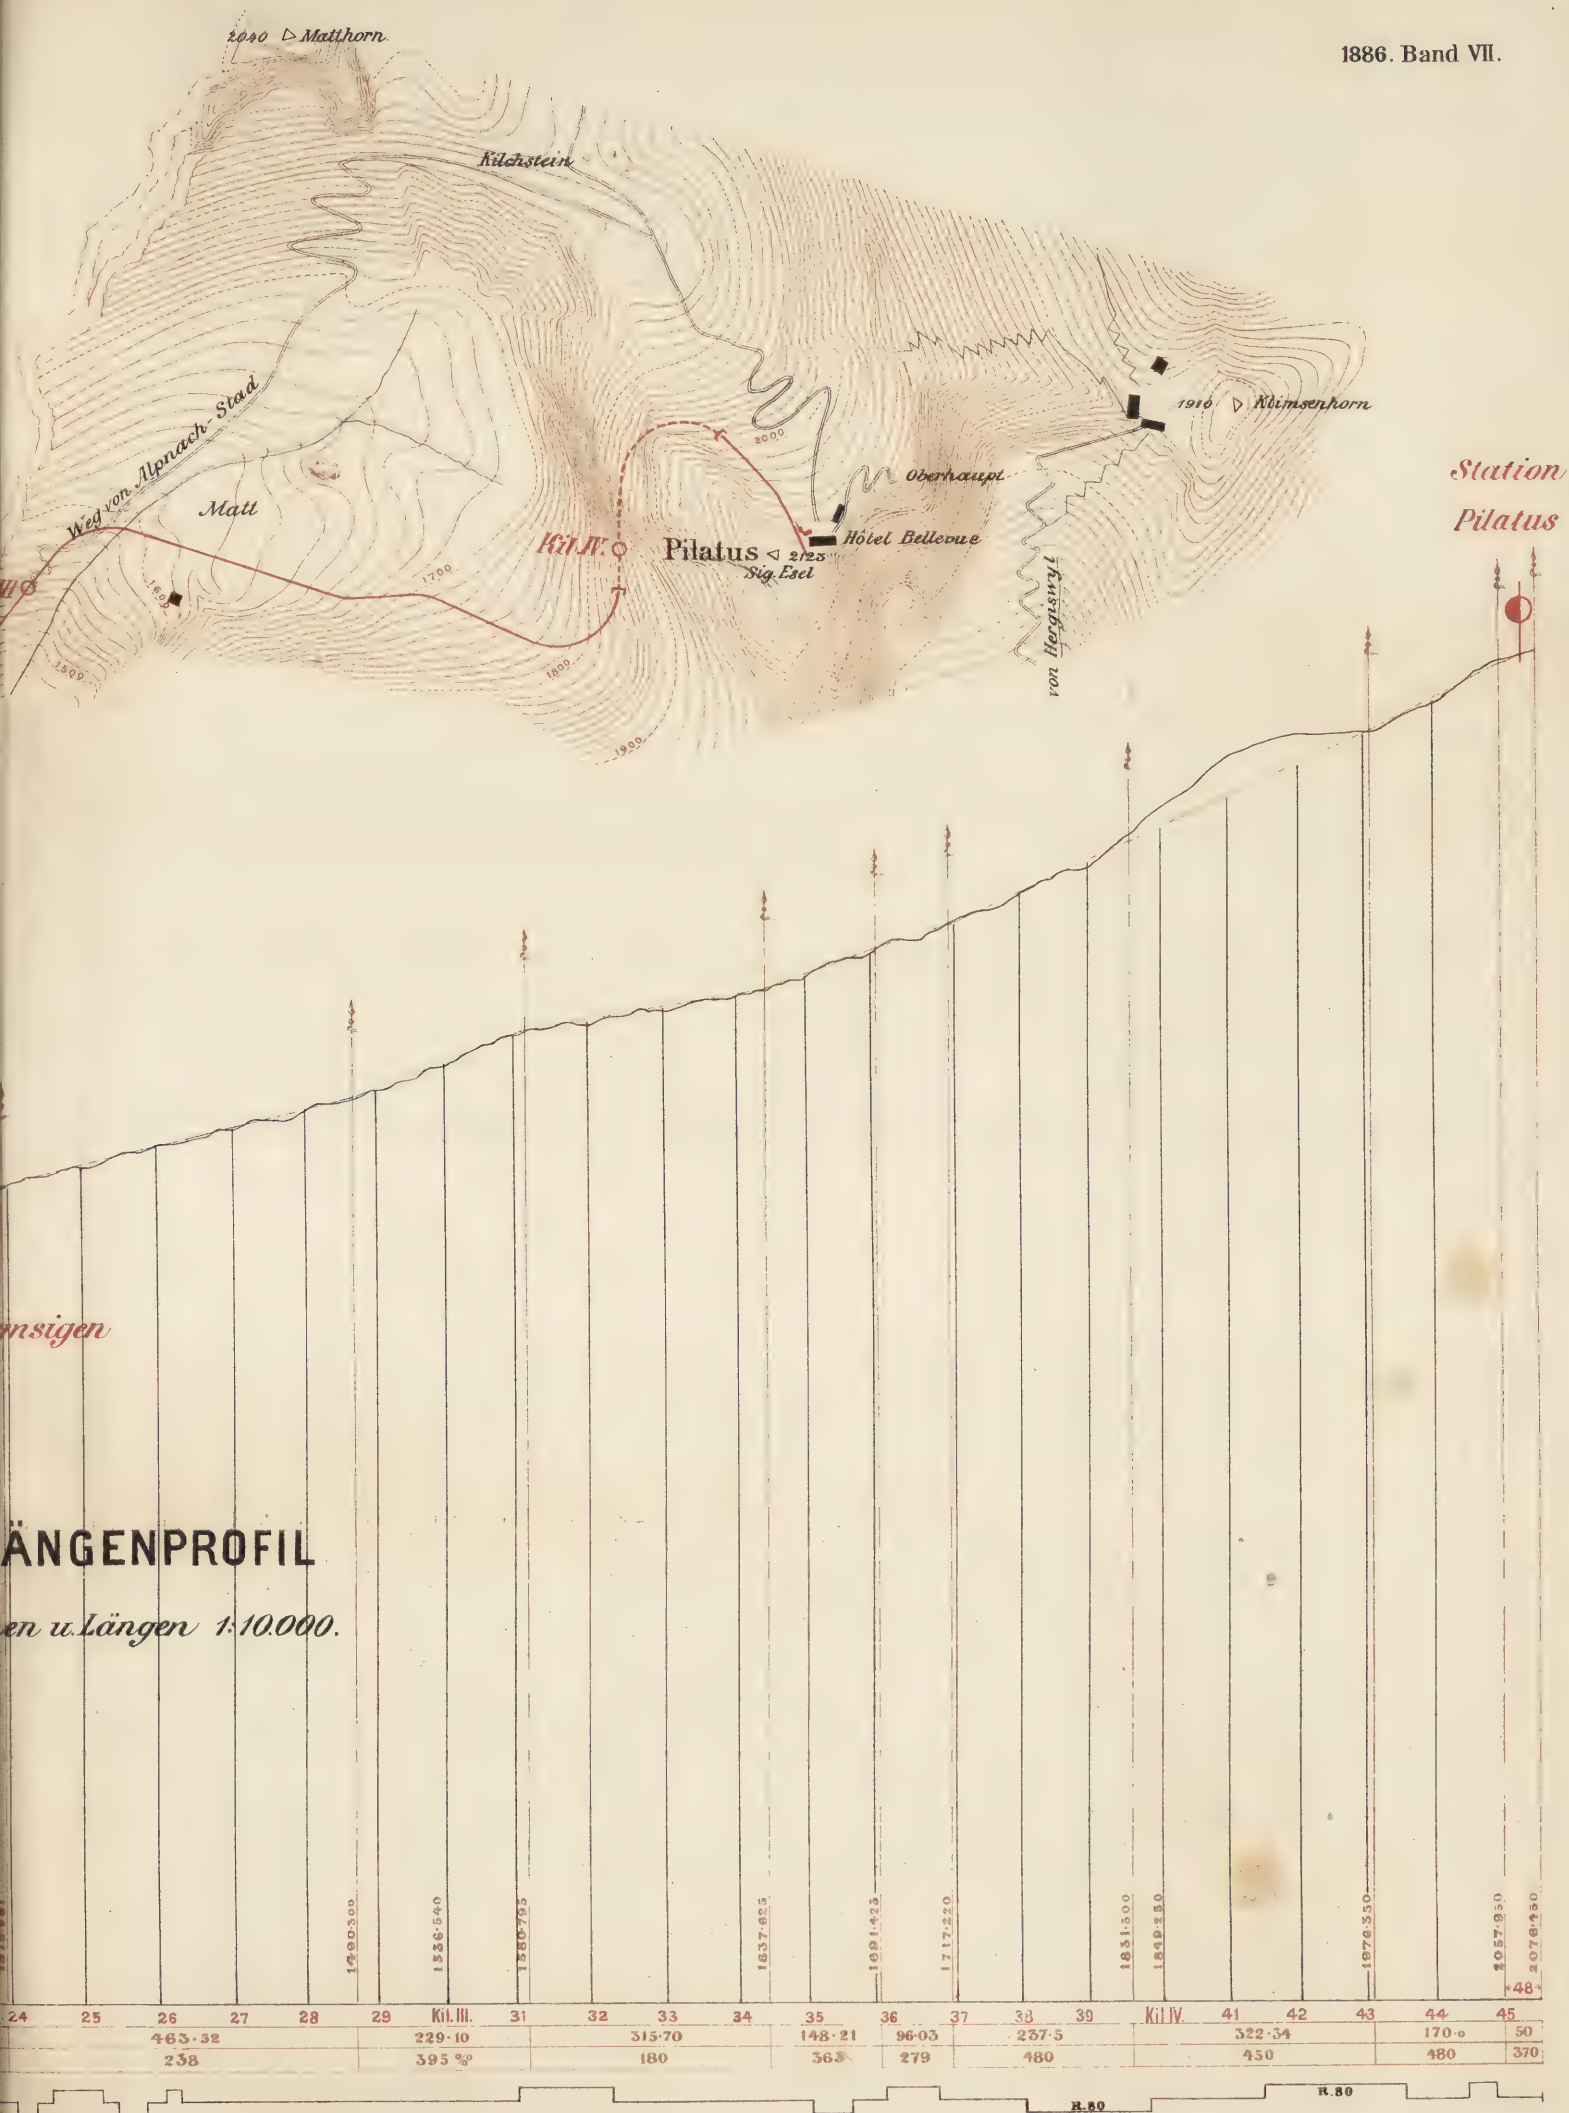 1886. Band VII.
2040 Matthorn.
Kilchstein
Weg von Alpnach-Stad
Matt
1500
1600
1700
1800
1900
2000
Kil.IV.
Pilatus 2123
Sig. Esel
Hôtel Bellevue
Oberhaupt
1910 Klimsenhorn
von Hergiswyl
Station
Pilatus
msigen
ÄNGENPROFIL
en u. Längen 1:10.000.
1490·300
1536·540
1580·795
1637·625
1691·423
1717·220
1831·300
1849·250
1976·350
2057·950
2076·450
48
24 25 26 27 28 29 Kil.III. 31 32 33 34 35 36 37 38 39 Kil IV. 41 42 43 44 45
463·52 229·10 315·70 148·21 96·03 237·5 322·34 170·0 50
238 395 ‰ 180 363 279 480 450 480 370
R.80
R.80